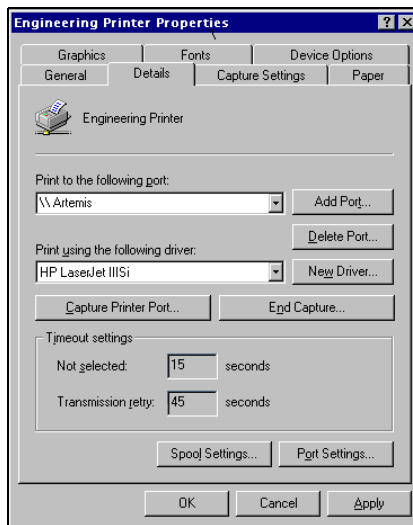 Engineering Printer Properties
Graphics Fonts Device Options
General Details Capture Settings Paper
Engineering Printer
Print to the following port:
\\ Artemis Add Port...
Delete Port...
Print using the following driver:
HP LaserJet IIISi New Driver...
Capture Printer Port... End Capture...
Timeout settings
Not selected: 15 seconds
Transmission retry: 45 seconds
Spool Settings... Port Settings...
OK Cancel Apply